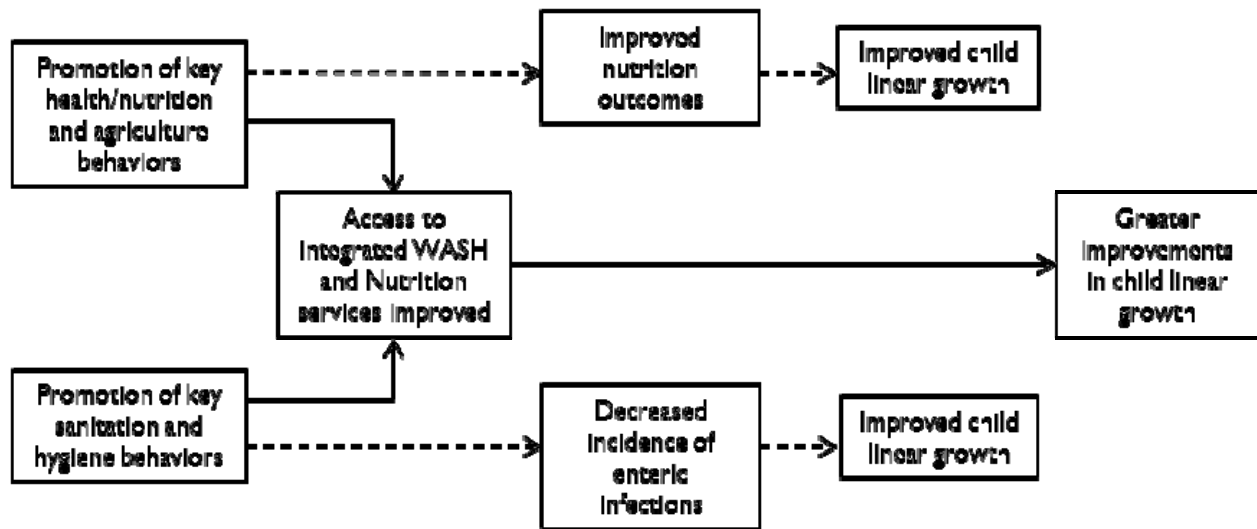 Promotion of key
health/nutrition
and agriculture
behaviors
Improved
nutrition
outcomes
Improved child
linear growth
Access to
Integrated WASH
and Nutrition
services improved
Greater
improvements
in child linear
growth
Promotion of key
sanitation and
hygiene behaviors
Decreased
incidence of
enteric
infections
Improved child
linear growth